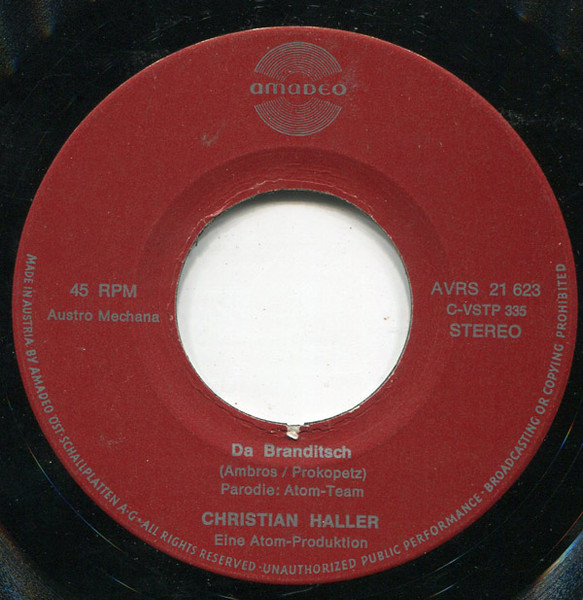 amadeo
45 RPM
Austro Mechana
AVRS 21 623
C-VSTP 335
STEREO
Da Branditsch
(Ambros / Prokopetz)
Parodie: Atom-Team
CHRISTIAN HALLER
Eine Atom-Produktion
MADE IN AUSTRIA BY AMADEO ÖST·SCHALLPLATTEN A·G·ALL RIGHTS RESERVED·UNAUTHORIZED PUBLIC PERFORMANCE·BROADCASTING OR COPYING PROHIBITED